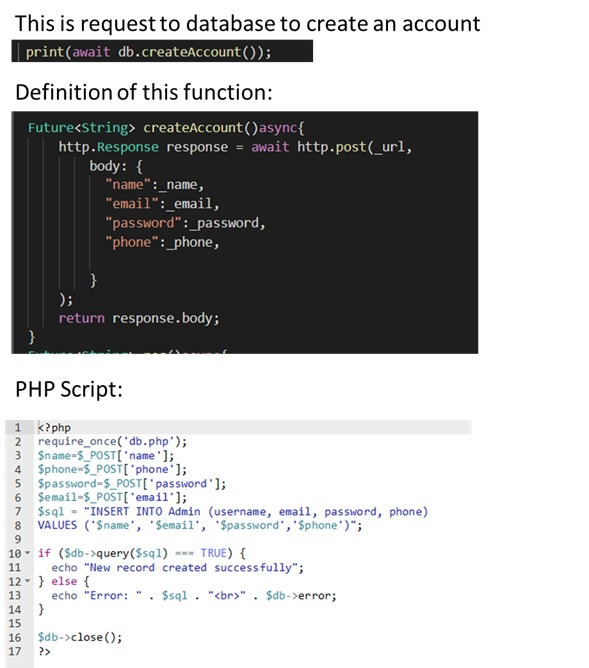 This is request to database to create an account
print(await db.createAccount());
Definition of this function:
Future<String> createAccount()async{
http.Response response = await http.post(_url,
body: {
"name":_name,
"email":_email,
"password":_password,
"phone":_phone,
}
);
return response.body;
}
PHP Script:
1 <?php
2 require_once('db.php');
3 $name=$_POST['name'];
4 $phone=$_POST['phone'];
5 $password=$_POST['password'];
6 $email=$_POST['email'];
7 $sql = "INSERT INTO Admin (username, email, password, phone)
8 VALUES ('$name', '$email', '$password','$phone')";
9
10 if ($db->query($sql) === TRUE) {
11 echo "New record created successfully";
12 } else {
13 echo "Error: " . $sql . "<br>" . $db->error;
14 }
15
16 $db->close();
17 ?>